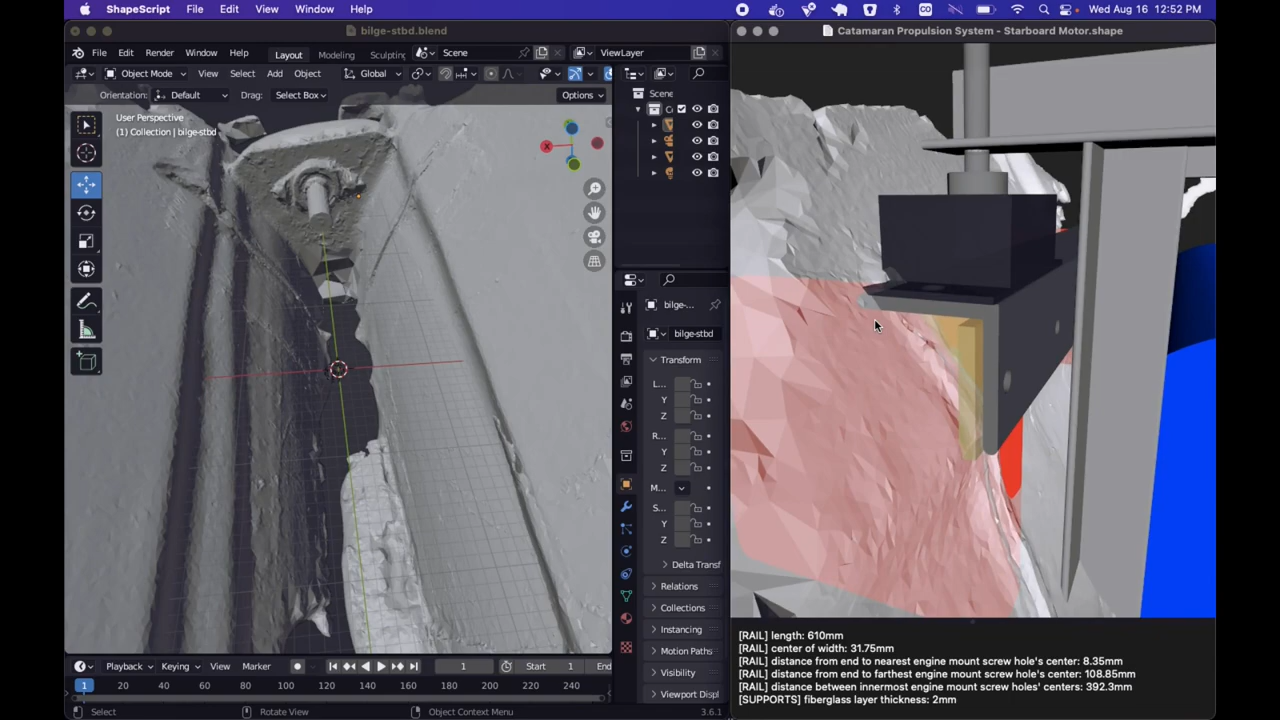 ShapeScript File Edit View Window Help
Wed Aug 16 12:52 PM
bilge-stbd.blend
Catamaran Propulsion System - Starboard Motor.shape
File Edit Render Window Help
Layout Modeling Sculptin
Scene
ViewLayer
Object Mode View Select Add Object
Global
Orientation: Default Drag: Select Box
Options
Scene
User Perspective
(1) Collection | bilge-stbd
X
bilge-...
bilge-stbd
Transform
L...
Y
Z
R...
Y
Z
M...
S...
Y
Z
Delta Transf
Relations
Collections
Instancing
Motion Paths
Visibility
Viewport Displ
Playback Keying View Marker
1
Start 1 End
1 20 40 60 80 100 120 140 160 180 200 220 240
Select
Rotate View
Object Context Menu
3.6.1
[RAIL] length: 610mm
[RAIL] center of width: 31.75mm
[RAIL] distance from end to nearest engine mount screw hole's center: 8.35mm
[RAIL] distance from end to farthest engine mount screw hole's center: 108.85mm
[RAIL] distance between innermost engine mount screw holes' centers: 392.3mm
[SUPPORTS] fiberglass layer thickness: 2mm